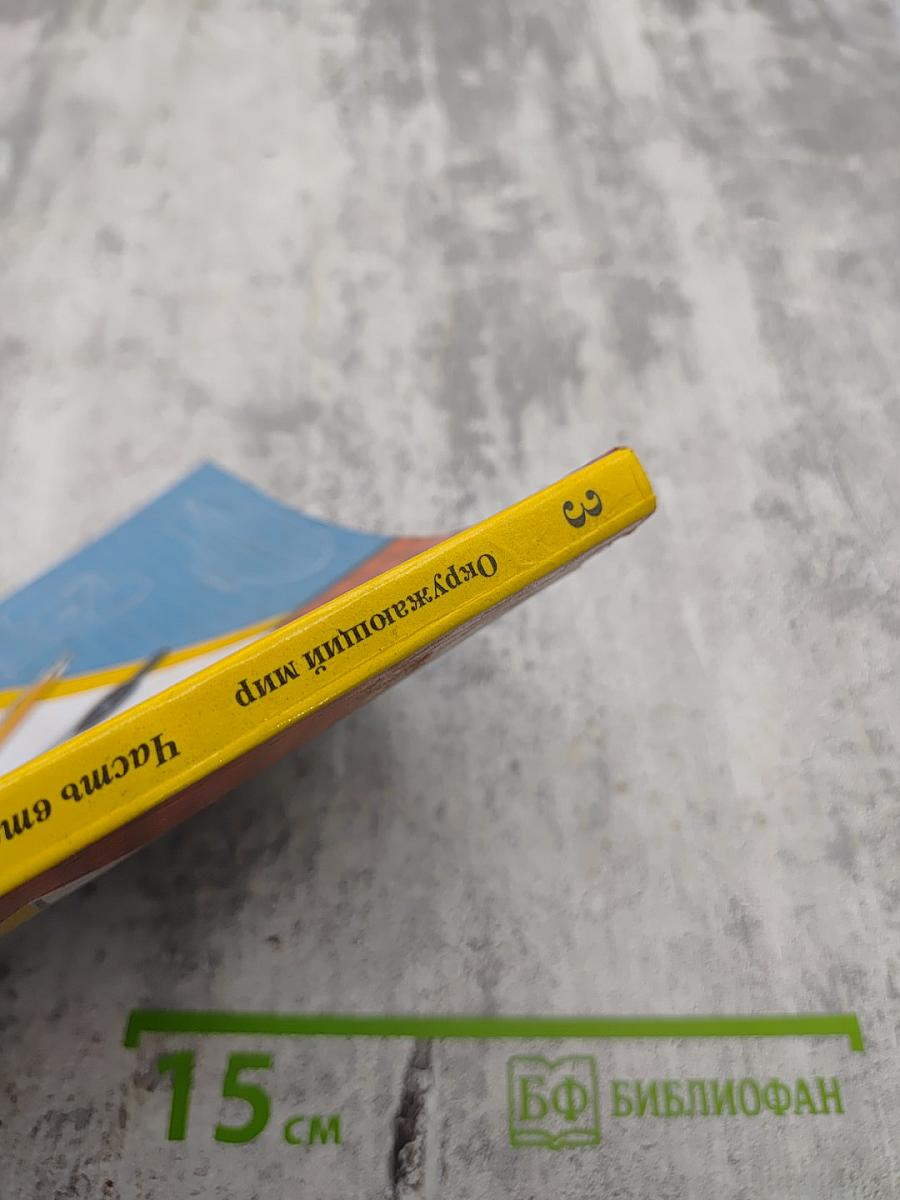 3
Окружающий мир
Часть
15 см
БФ
БИБЛИОФАН